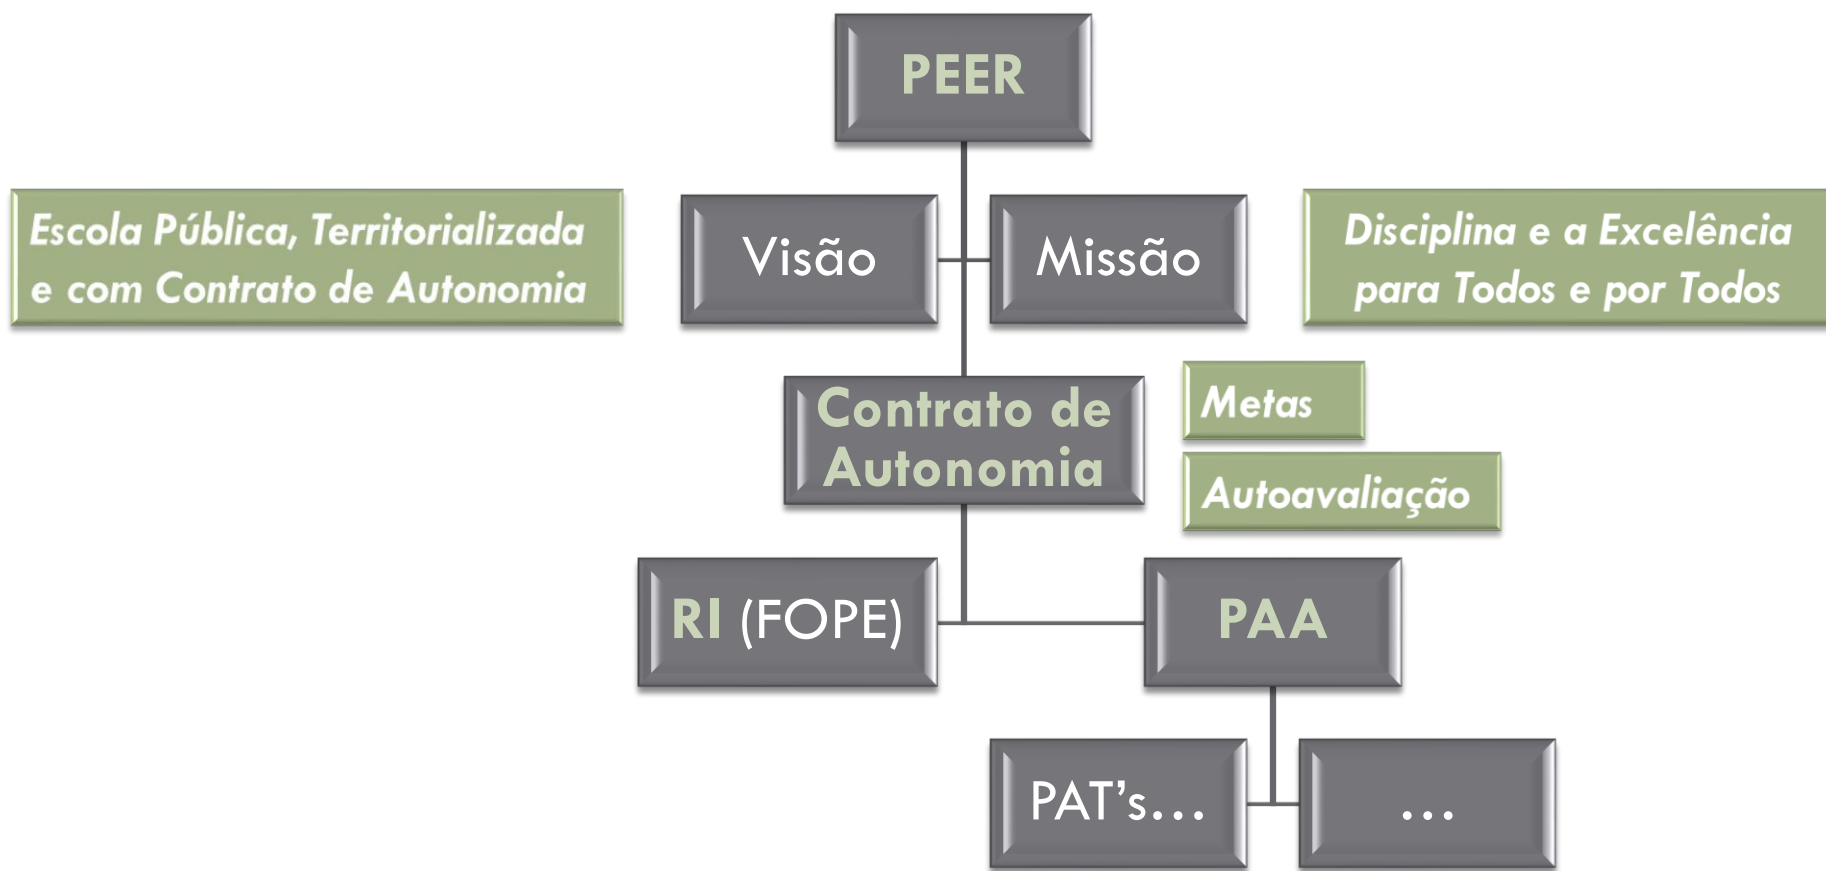 PEER
Escola Pública, Territorializada
e com Contrato de Autonomia
Visão
Missão
Disciplina e a Excelência
para Todos e por Todos
Contrato de
Autonomia
Metas
Autoavaliação
RI (FOPE)
PAA
PAT’s...
...